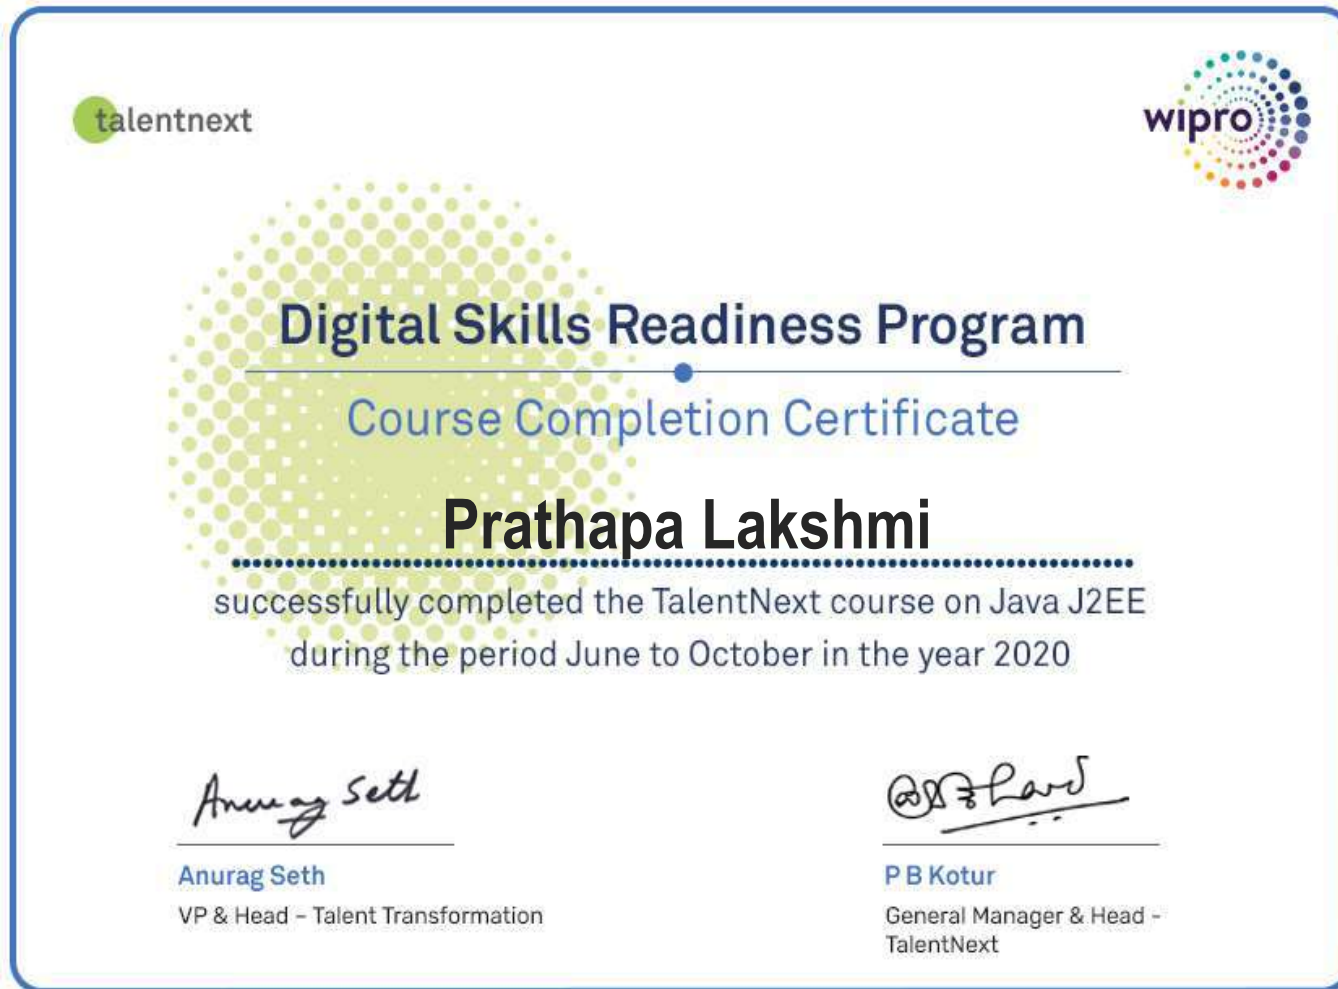 talentnext
wipro
Digital Skills Readiness Program
Course Completion Certificate
Prathapa Lakshmi
successfully completed the TalentNext course on Java J2EE
during the period June to October in the year 2020
Anurag Seth
Anurag Seth
VP & Head – Talent Transformation
P B Kotur
General Manager & Head -
TalentNext